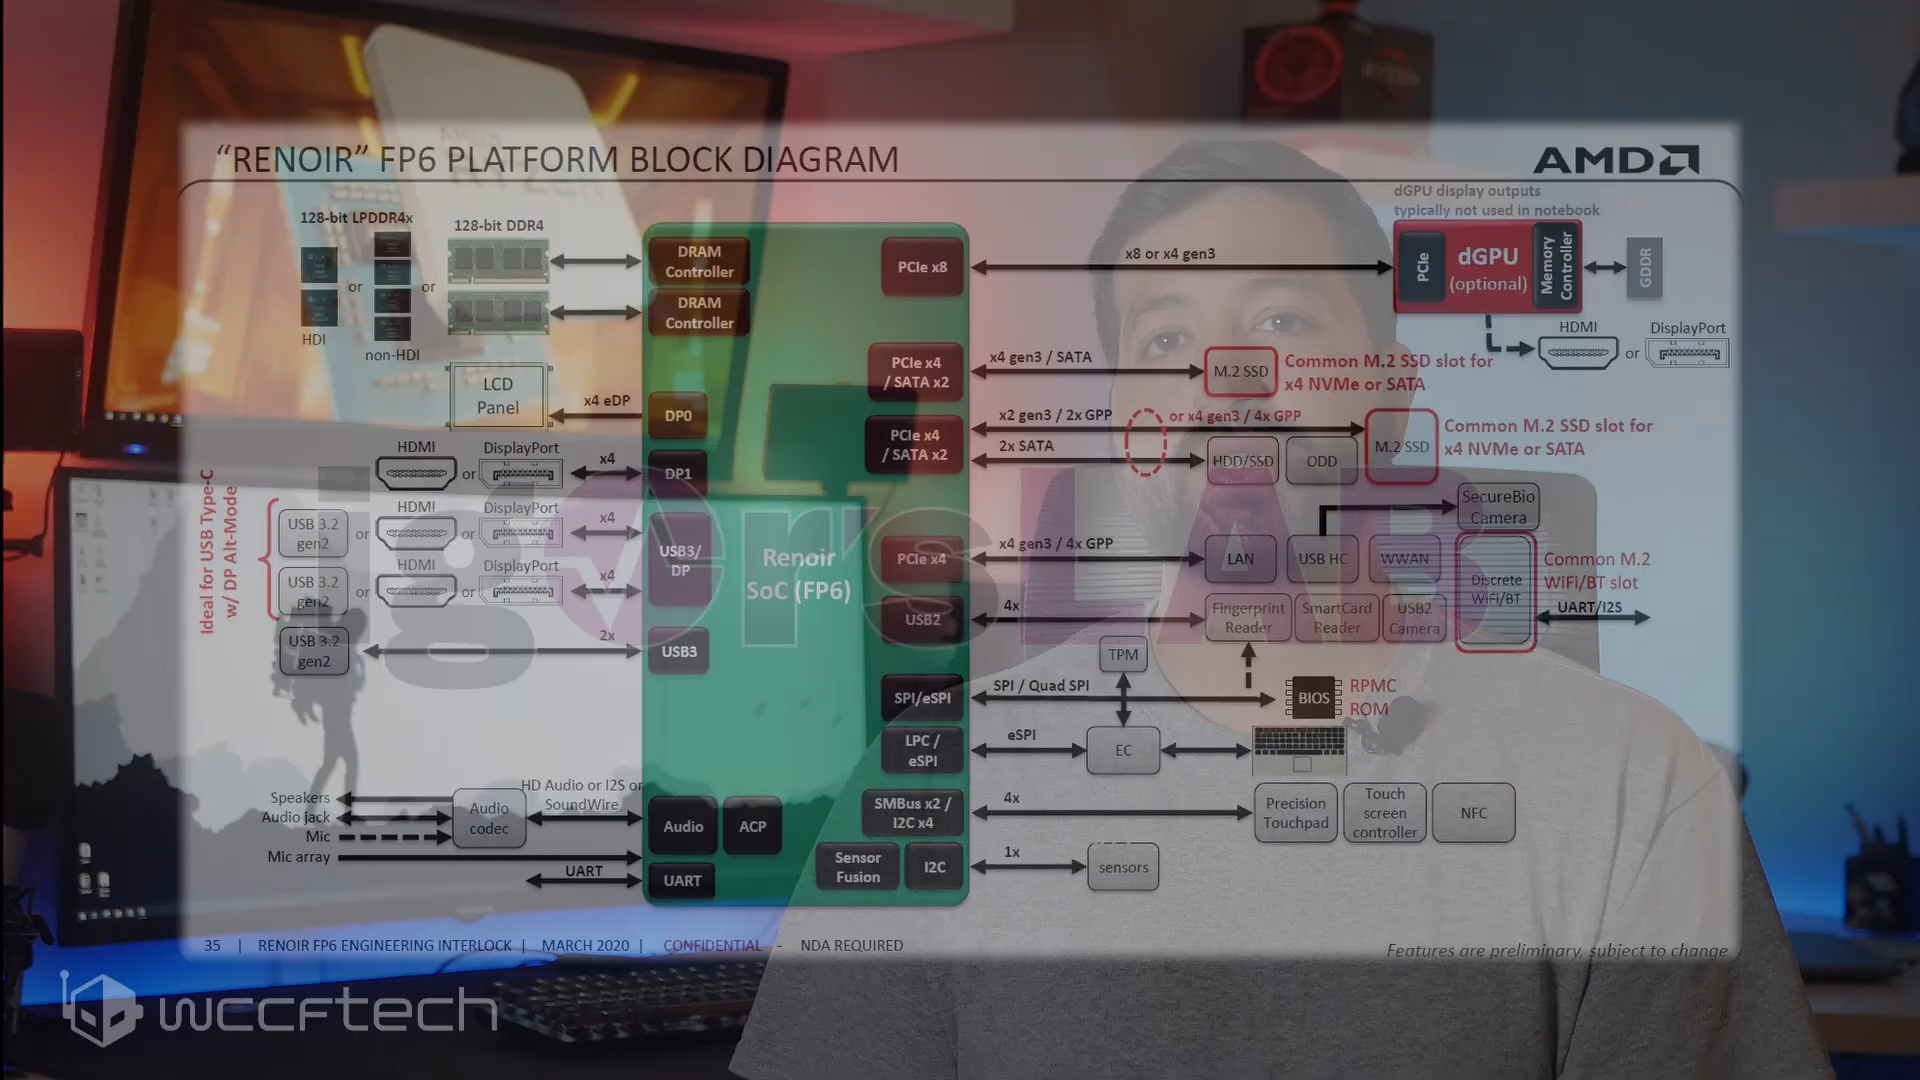 “RENOIR” FP6 PLATFORM BLOCK DIAGRAM
AMD
dGPU display outputs
typically not used in notebook
128-bit LPDDR4x
128-bit DDR4
or
or
HDI
non-HDI
DRAM
Controller
DRAM
Controller
PCIe x8
x8 or x4 gen3
PCIe
dGPU
(optional)
Memory
Controller
GDDR
HDMI
or
DisplayPort
LCD
Panel
x4 eDP
DP0
PCIe x4
/ SATA x2
x4 gen3 / SATA
M.2 SSD
Common M.2 SSD slot for
x4 NVMe or SATA
PCIe x4
/ SATA x2
x2 gen3 / 2x GPP
or x4 gen3 / 4x GPP
2x SATA
HDD/SSD
ODD
M.2 SSD
Common M.2 SSD slot for
x4 NVMe or SATA
HDMI
or
DisplayPort
x4
DP1
Ideal for USB Type-C
w/ DP Alt-Mode
USB 3.2
gen2
or
HDMI
or
DisplayPort
x4
USB 3.2
gen2
or
HDMI
or
DisplayPort
x4
USB3/
DP
Renoir
SoC (FP6)
USB 3.2
gen2
2x
USB3
PCIe x4
x4 gen3 / 4x GPP
LAN
USB HC
WWAN
SecureBio
Camera
Discrete
WiFi/BT
Common M.2
WiFi/BT slot
UART/I2S
USB2
4x
Fingerprint
Reader
SmartCard
Reader
USB2
Camera
TPM
SPI/eSPI
SPI / Quad SPI
BIOS
RPMC
ROM
LPC /
eSPI
eSPI
EC
SMBus x2 /
I2C x4
4x
Precision
Touchpad
Touch
screen
controller
NFC
Sensor
Fusion
I2C
1x
sensors
Speakers
Audio jack
Mic
Mic array
Audio
codec
HD Audio or I2S or
SoundWire
Audio
ACP
UART
UART
igorsLAB
35 | RENOIR FP6 ENGINEERING INTERLOCK | MARCH 2020 | CONFIDENTIAL - NDA REQUIRED
Features are preliminary, subject to change
wccftech
RYZEN